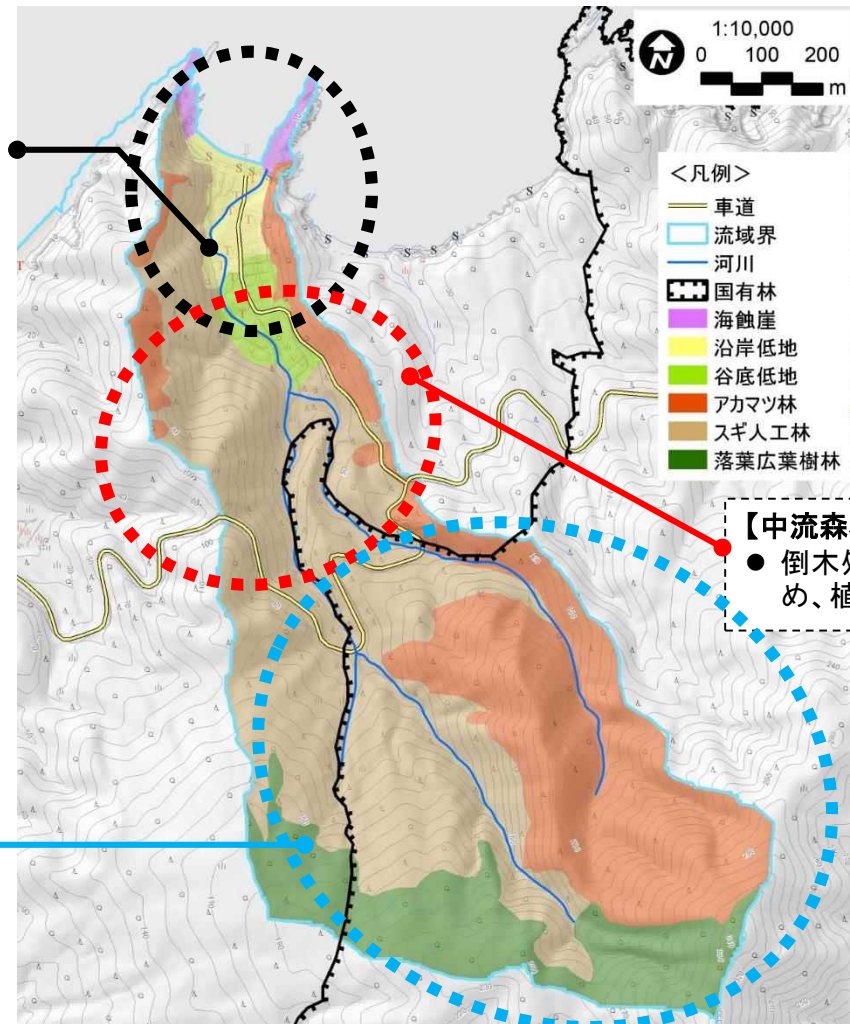 1:10,000
N
0 100 200
m
<凡例>
車道
流域界
河川
国有林
海蝕崖
沿岸低地
谷底低地
アカマツ林
スギ人工林
落葉広葉樹林
【中流森
● 倒木処
め、植